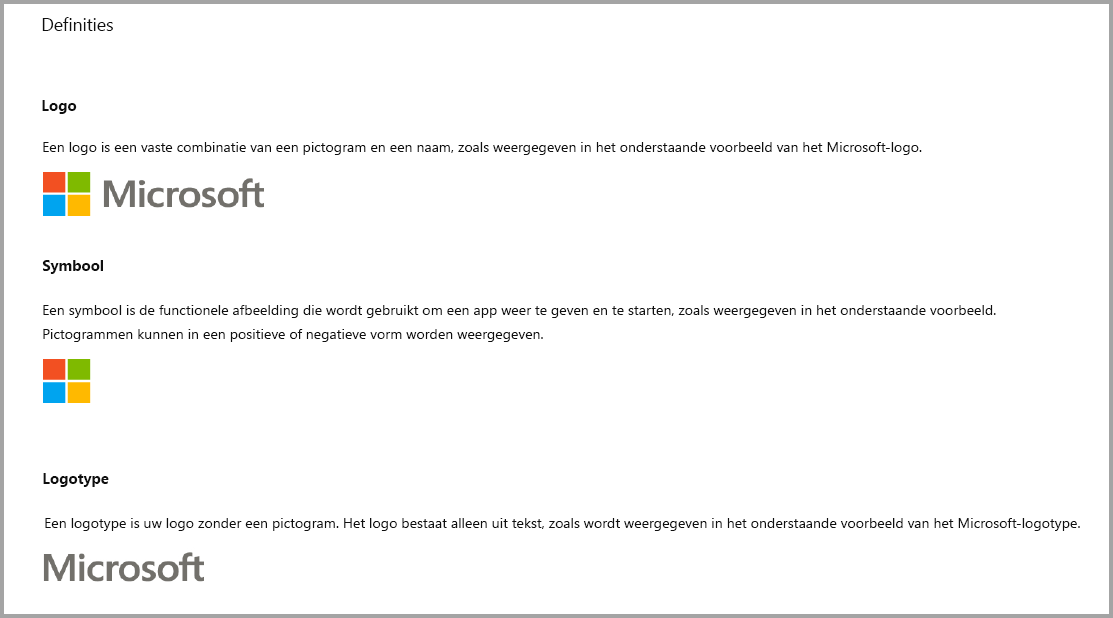 Definities
Logo
Een logo is een vaste combinatie van een pictogram en een naam, zoals weergegeven in het onderstaande voorbeeld van het Microsoft-logo.
Microsoft
Symbool
Een symbool is de functionele afbeelding die wordt gebruikt om een app weer te geven en te starten, zoals weergegeven in het onderstaande voorbeeld.
Pictogrammen kunnen in een positieve of negatieve vorm worden weergegeven.
Logotype
Een logotype is uw logo zonder een pictogram. Het logo bestaat alleen uit tekst, zoals wordt weergegeven in het onderstaande voorbeeld van het Microsoft-logotype.
Microsoft